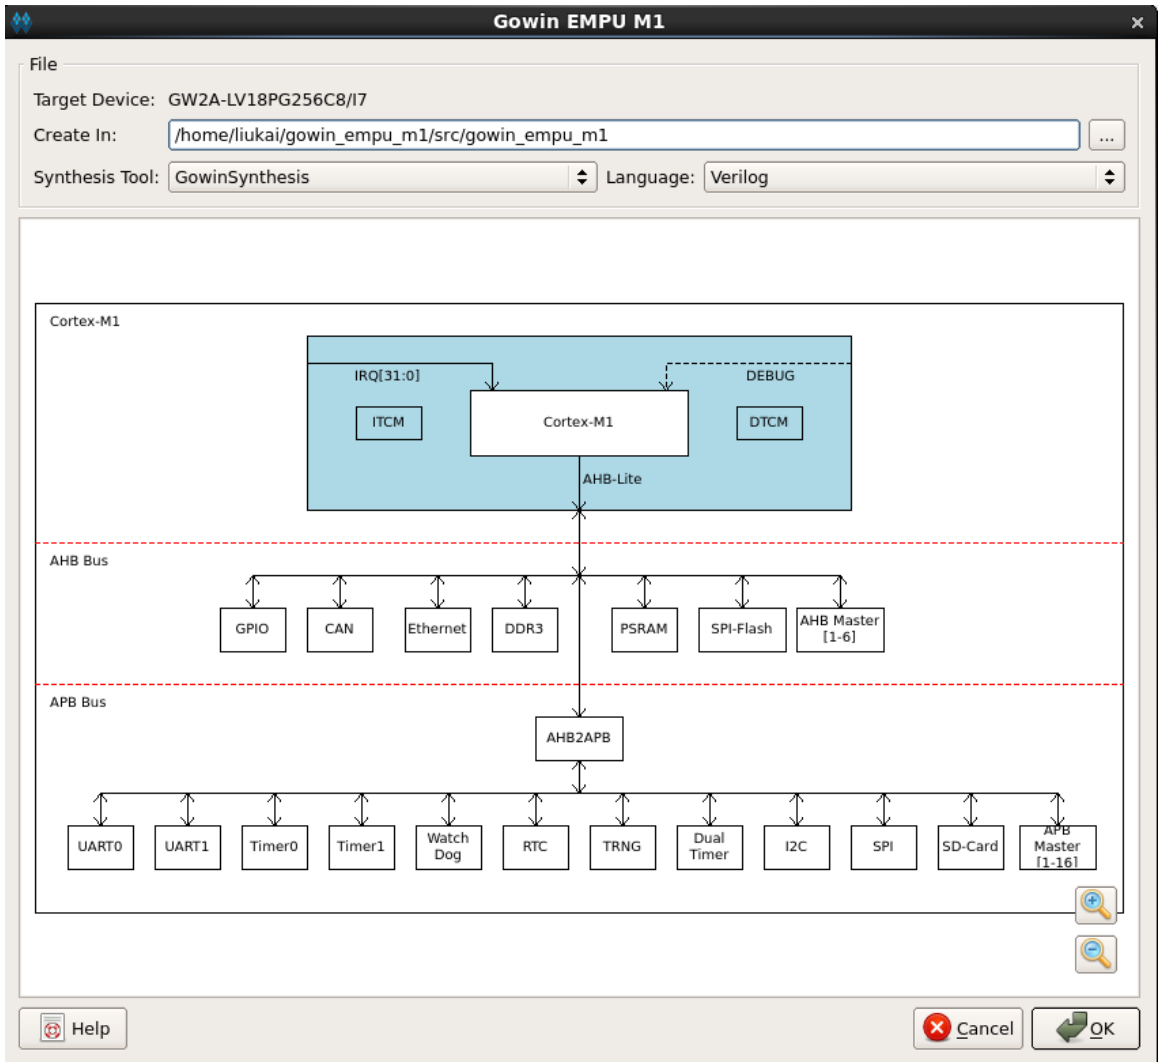 Gowin EMPU M1
File
Target Device: GW2A-LV18PG256C8/I7
Create In: /home/liukai/gowin_empu_m1/src/gowin_empu_m1 ...
Synthesis Tool: GowinSynthesis Language: Verilog
Cortex-M1
IRQ[31:0] DEBUG
ITCM Cortex-M1 DTCM
AHB-Lite
AHB Bus
GPIO CAN Ethernet DDR3 PSRAM SPI-Flash AHB Master
[1-6]
APB Bus
AHB2APB
UART0 UART1 Timer0 Timer1 Watch
Dog RTC TRNG Dual
Timer I2C SPI SD-Card APB
Master
[1-16]
Help Cancel OK